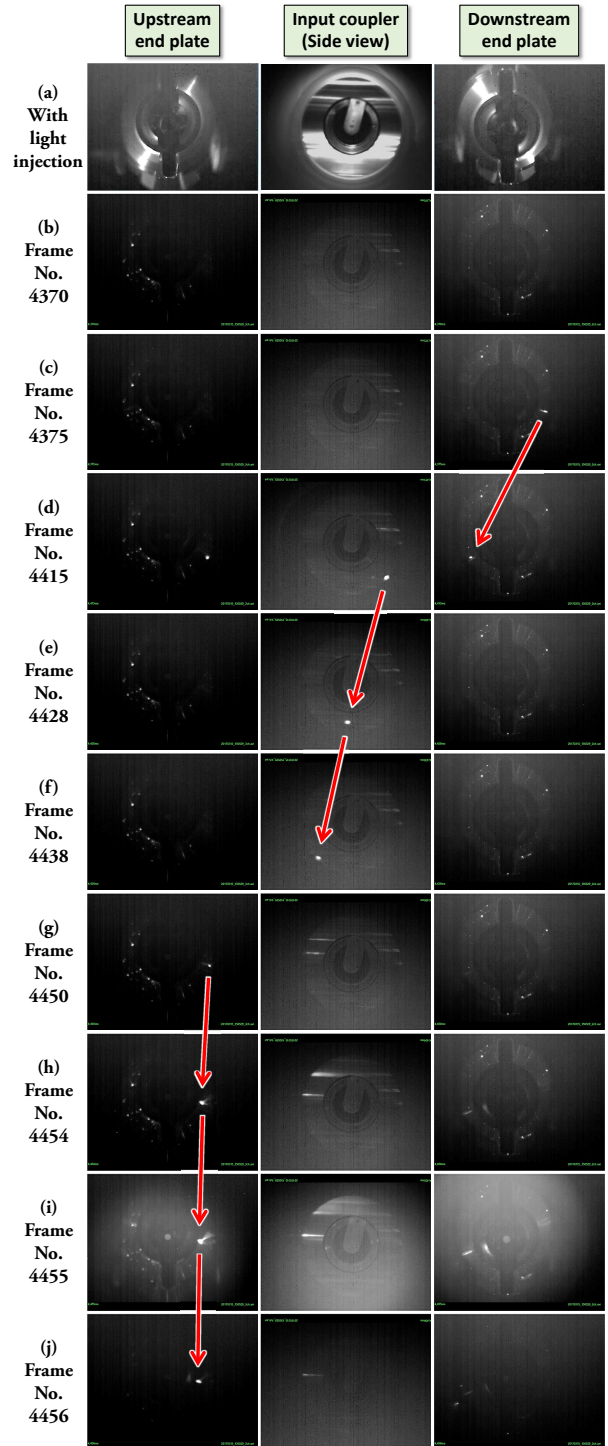 Upstream
end plate
Input coupler
(Side view)
Downstream
end plate
(a)
With
light
injection
(b)
Frame
No.
4370
(c)
Frame
No.
4375
(d)
Frame
No.
4415
(e)
Frame
No.
4428
(f)
Frame
No.
4438
(g)
Frame
No.
4450
(h)
Frame
No.
4454
(i)
Frame
No.
4455
(j)
Frame
No.
4456